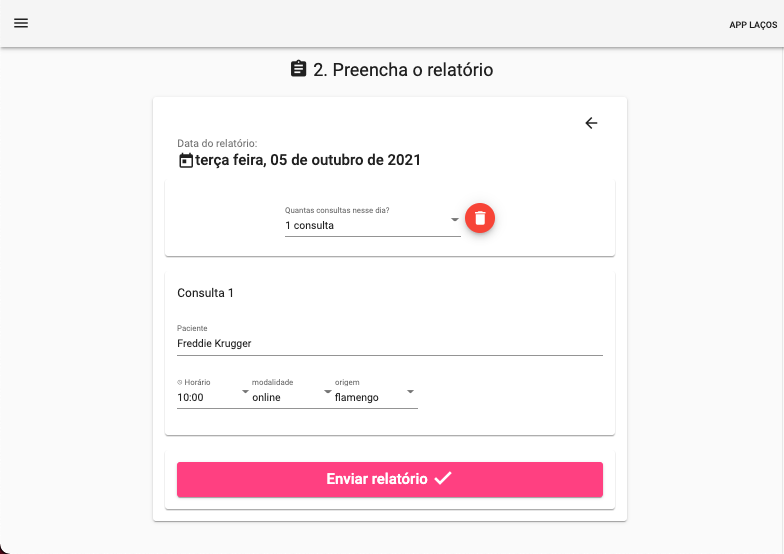 APP LAÇOS
2. Preencha o relatório
Data do relatório:
terça feira, 05 de outubro de 2021
Quantas consultas nesse dia?
1 consulta
Consulta 1
Paciente
Freddie Krugger
Horário modalidade origem
10:00 online flamengo
Enviar relatório